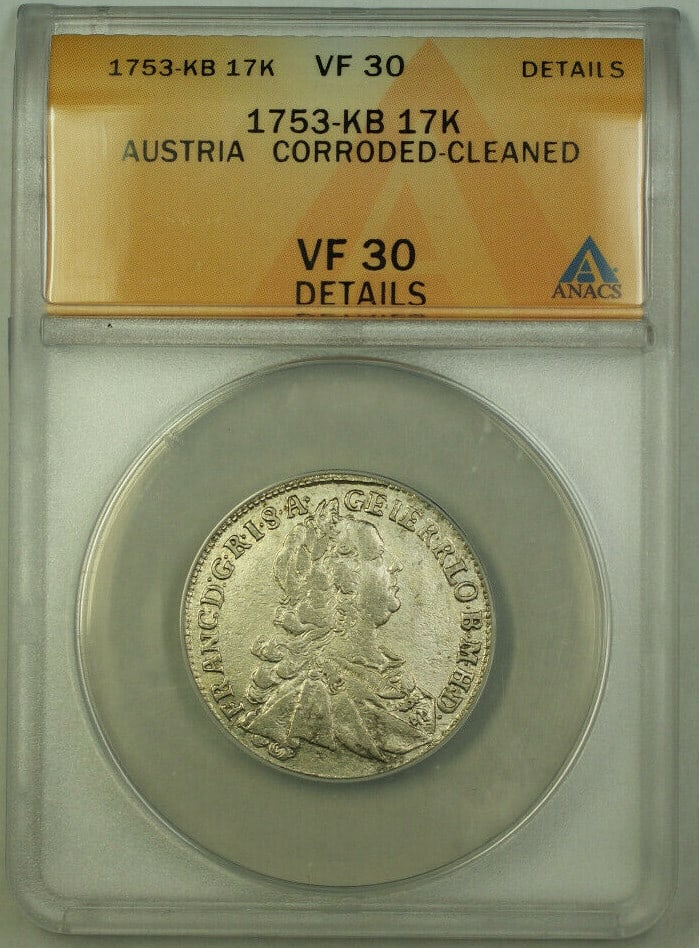 1753-KB 17K VF 30 DETAILS
1753-KB 17K
AUSTRIA CORRODED-CLEANED
VF 30
DETAILS
ANACS
FRANC·D:G·R·I·S·A· GE IER·&·LO·B·M·H·D·